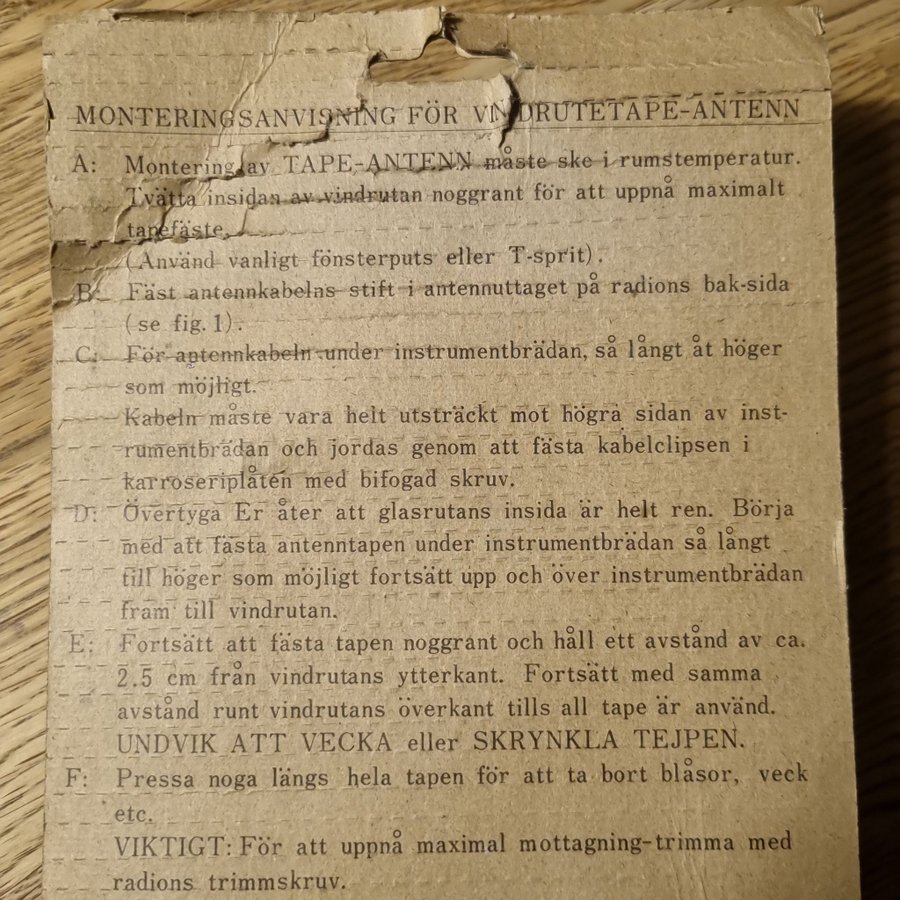 MONTERINGSANVISNING FÖR VINDRUTETAPE-ANTENN
A: Montering av TAPE-ANTENN måste ske i rumstemperatur.
Tvätta insidan av vindrutan noggrant för att uppnå maximalt
tapefäste.
(Använd vanligt fönsterputs eller T-sprit).
B: Fäst antennkabelns stift i antennuttaget på radions bak-sida
(se fig. 1).
C: För antennkabeln under instrumentbrädan, så långt åt höger
som möjligt.
Kabeln måste vara helt utsträckt mot högra sidan av inst-
rumentbrädan och jordas genom att fästa kabelclipsen i
karroseriplåten med bifogad skruv.
D: Övertyga Er åter att glasrutans insida är helt ren. Börja
med att fästa antenntapen under instrumentbrädan så långt
till höger som möjligt fortsätt upp och över instrumentbrädan
fram till vindrutan.
E: Fortsätt att fästa tapen noggrant och håll ett avstånd av ca.
2.5 cm från vindrutans ytterkant. Fortsätt med samma
avstånd runt vindrutans överkant tills all tape är använd.
UNDVIK ATT VECKA eller SKRYNKLA TEJPEN.
F: Pressa noga längs hela tapen för att ta bort blåsor, veck
etc.
VIKTIGT: För att uppnå maximal mottagning-trimma med
radions trimmskruv.